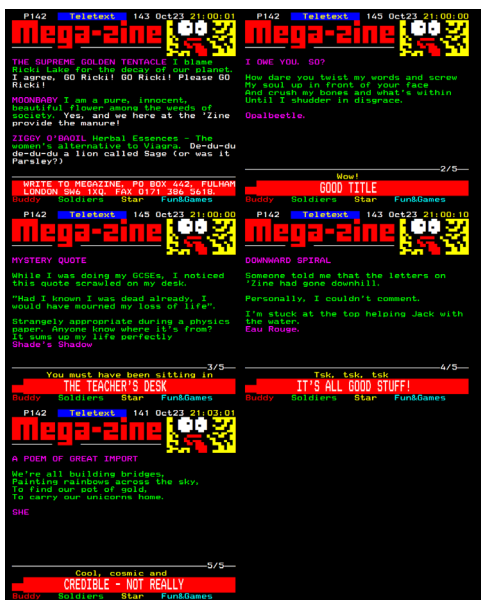 P142 Teletext 143 Oct23 21:00:01
Mega-zine
THE SUPREME GOLDEN TENTACLE I blame
Ricki Lake for the decay of our planet.
I agree, GO Ricki! GO Ricki! Please GO
Ricki!
MOONBABY I am a pure, innocent,
beautiful flower among the weeds of
society. Yes, and we here at the 'Zine
provide the manure!
ZIGGY O'BAOIL Herbal Essences - The
women's alternative to Viagra. De-du-du
de-du-du a lion called Sage (or was it
Parsley?)
WRITE TO MEGAZINE, PO BOX 442, FULHAM
LONDON SW6 1XQ. FAX 0171 386 5618.
Buddy Soldiers Star Fun&Games
P142 Teletext 145 Oct23 21:00:00
Mega-zine
I OWE YOU. SO?
How dare you twist my words and screw
My soul up in front of your face
And crush my bones and what's within
Until I shudder in disgrace.
Opalbeetle.
2/5
Wow!
GOOD TITLE
Buddy Soldiers Star Fun&Games
P142 Teletext 145 Oct23 21:00:00
Mega-zine
MYSTERY QUOTE
While I was doing my GCSEs, I noticed
this quote scrawled on my desk.
"Had I known I was dead already, I
would have mourned my loss of life".
Strangely appropriate during a physics
paper. Anyone know where it's from?
It sums up my life perfectly
Shade's Shadow
3/5
You must have been sitting in
THE TEACHER'S DESK
Buddy Soldiers Star Fun&Games
P142 Teletext 143 Oct23 21:00:10
Mega-zine
DOWNWARD SPIRAL
Someone told me that the letters on
'Zine had gone downhill.
Personally, I couldn't comment.
I'm stuck at the top helping Jack with
the water.
Eau Rouge.
4/5
Tsk, tsk, tsk
IT'S ALL GOOD STUFF!
Buddy Soldiers Star Fun&Games
P142 Teletext 141 Oct23 21:03:01
Mega-zine
A POEM OF GREAT IMPORT
We're all building bridges,
Painting rainbows across the sky,
To find our pot of gold,
To carry our unicorns home.
SHE
5/5
Cool, cosmic and
CREDIBLE - NOT REALLY
Buddy Soldiers Star Fun&Games